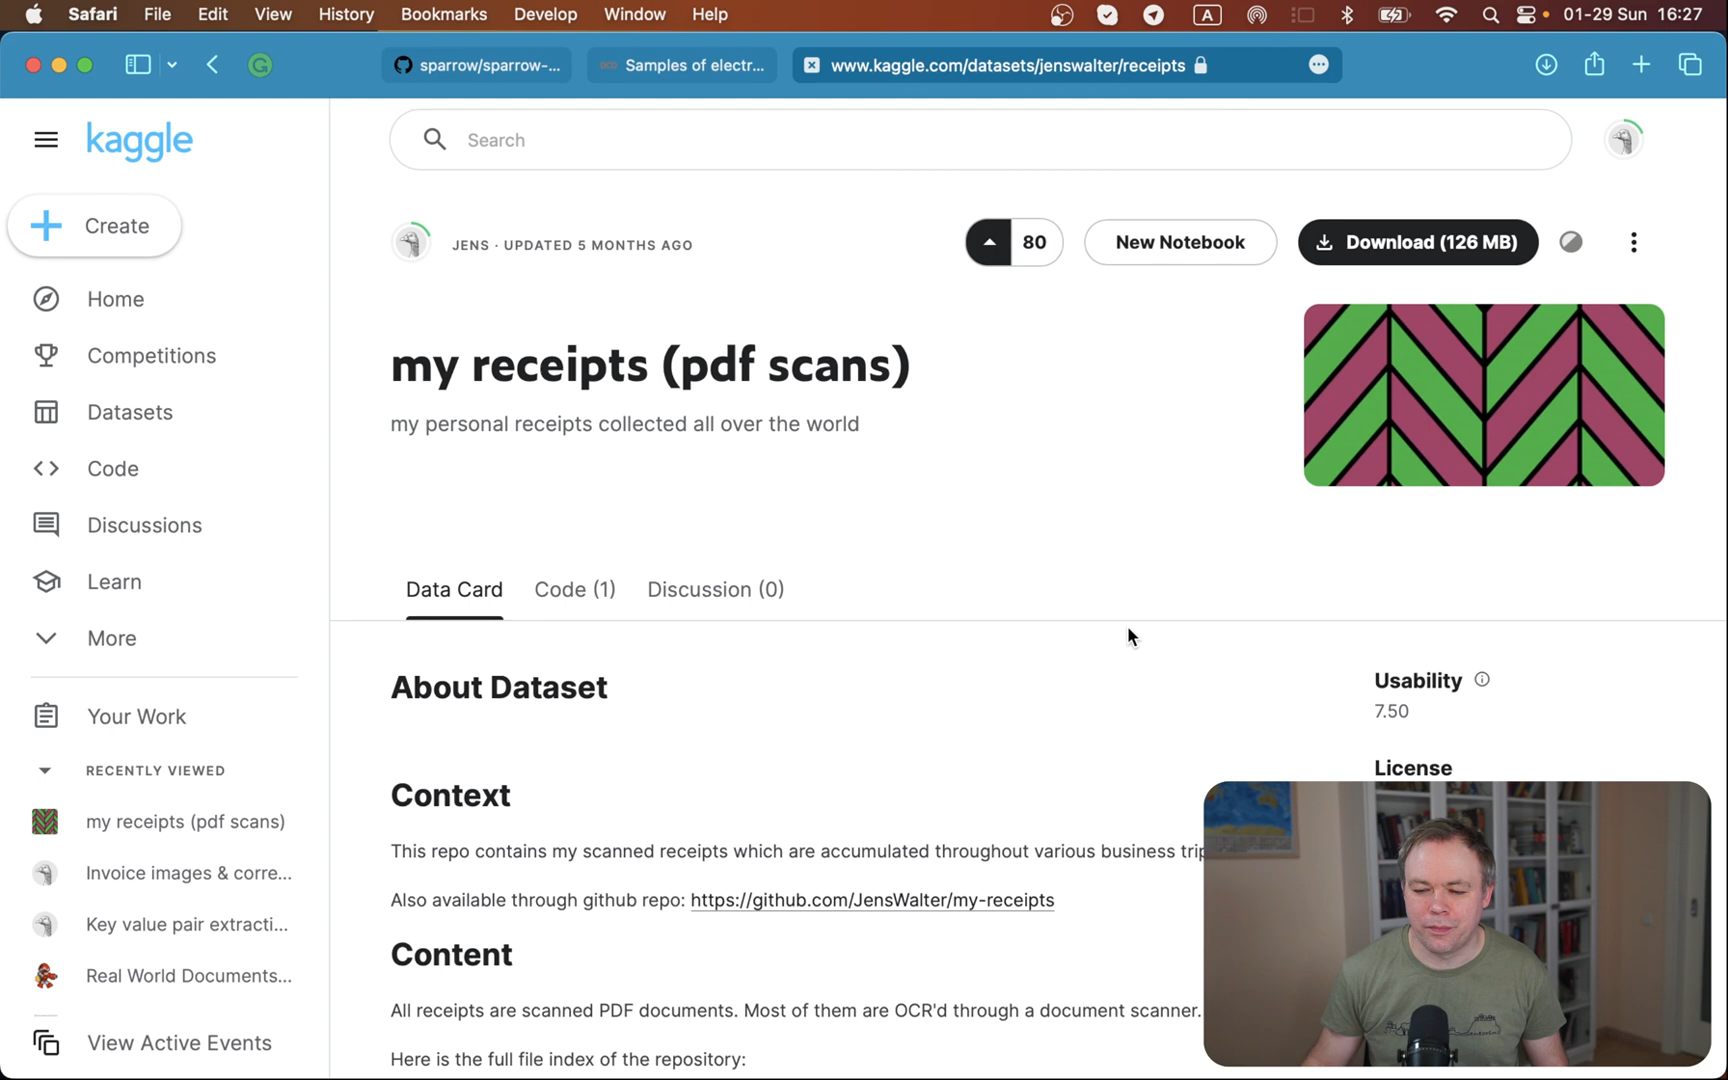 Safari File Edit View History Bookmarks Develop Window Help A 01-29 Sun 16:27
sparrow/sparrow-... Samples of electr... www.kaggle.com/datasets/jenswalter/receipts
kaggle
Search
Create
JENS · UPDATED 5 MONTHS AGO
80
New Notebook
Download (126 MB)
Home
Competitions
Datasets
Code
Discussions
Learn
More
Your Work
RECENTLY VIEWED
my receipts (pdf scans)
Invoice images & corre...
Key value pair extracti...
Real World Documents...
View Active Events
my receipts (pdf scans)
my personal receipts collected all over the world
Data Card Code (1) Discussion (0)
About Dataset
Context
This repo contains my scanned receipts which are accumulated throughout various business trip
Also available through github repo: https://github.com/JensWalter/my-receipts
Content
All receipts are scanned PDF documents. Most of them are OCR'd through a document scanner.
Here is the full file index of the repository:
Usability
7.50
License